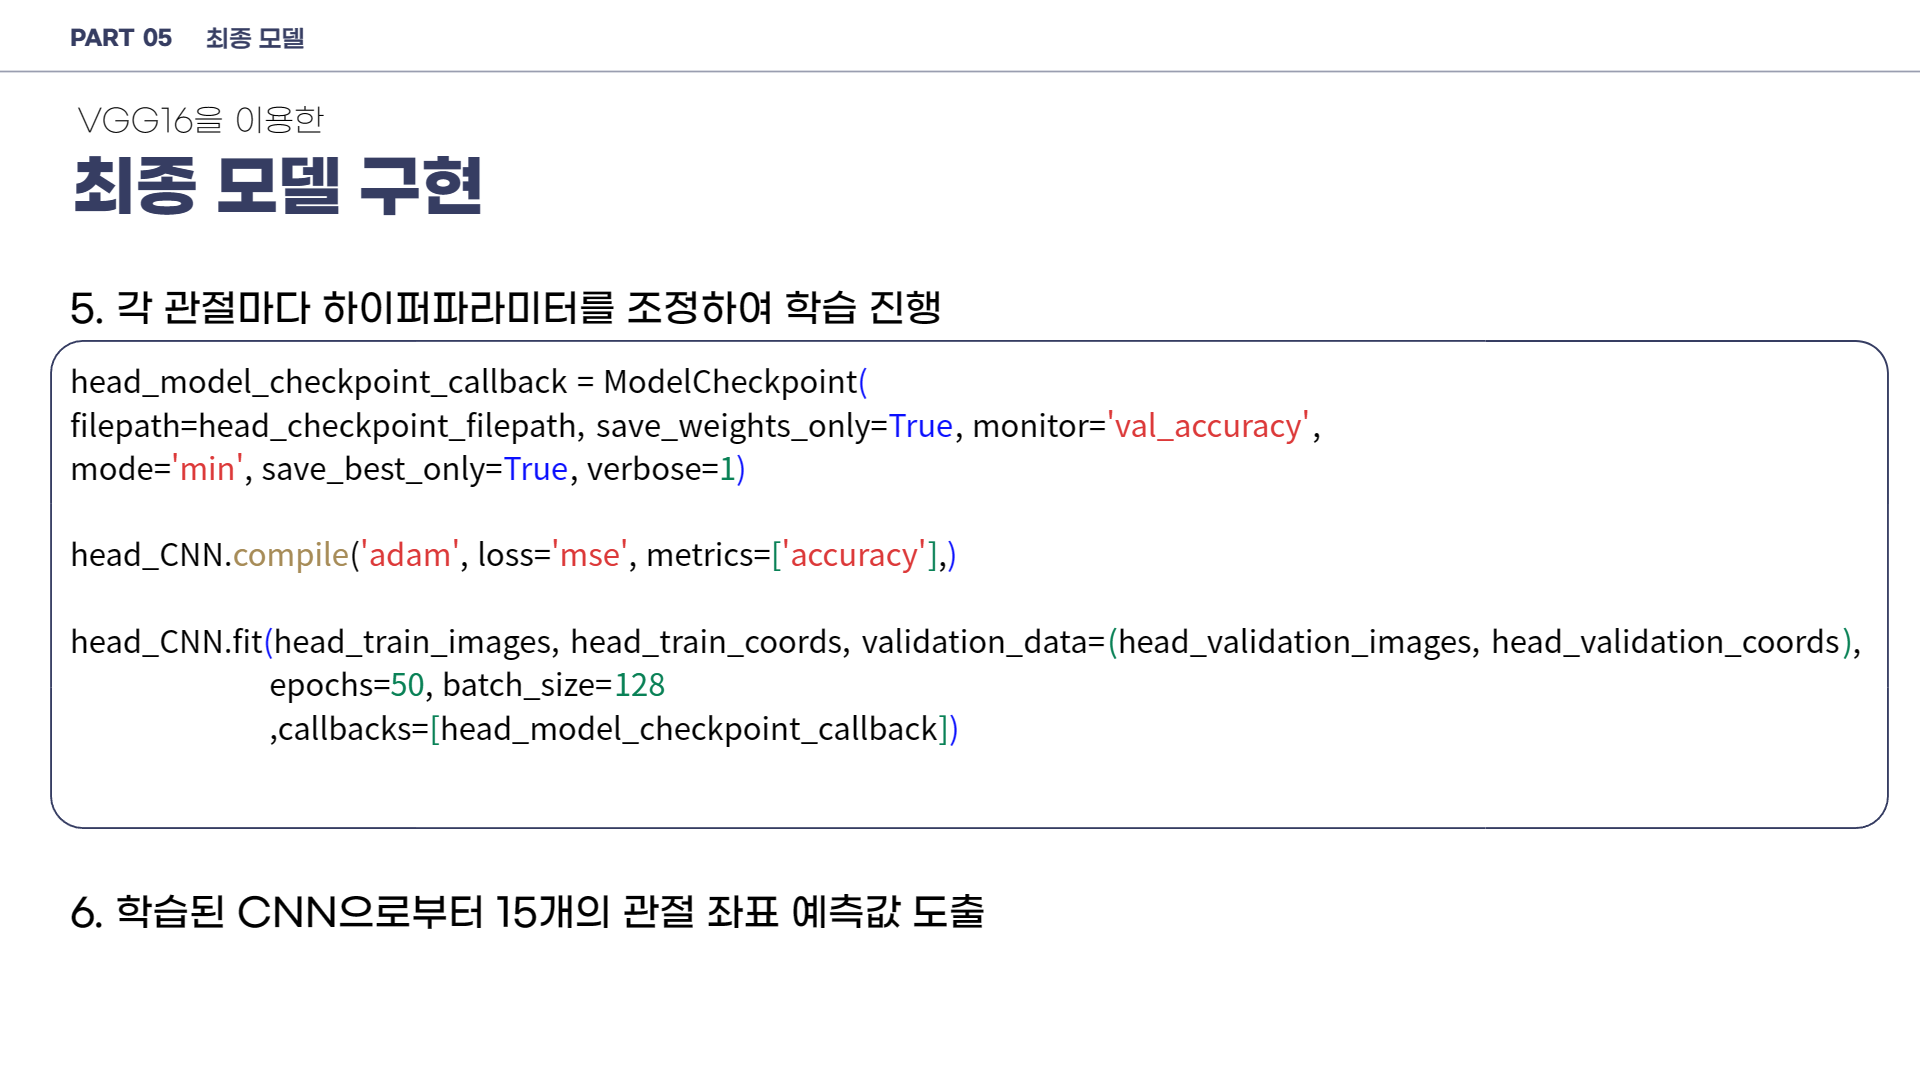 PART 05 최종 모델
VGG16을 이용한
최종 모델 구현
5. 각 관절마다 하이퍼파라미터를 조정하여 학습 진행
head_model_checkpoint_callback = ModelCheckpoint(
filepath=head_checkpoint_filepath, save_weights_only=True, monitor='val_accuracy',
mode='min', save_best_only=True, verbose=1)
head_CNN.compile('adam', loss='mse', metrics=['accuracy'],)
head_CNN.fit(head_train_images, head_train_coords, validation_data=(head_validation_images, head_validation_coords),
epochs=50, batch_size=128
,callbacks=[head_model_checkpoint_callback])
6. 학습된 CNN으로부터 15개의 관절 좌표 예측값 도출